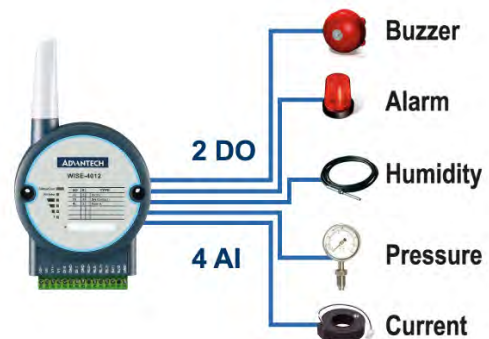 Buzzer
Alarm
2 DO
ADVANTECH
WISE-4012
Humidity
4 AI
Pressure
Current